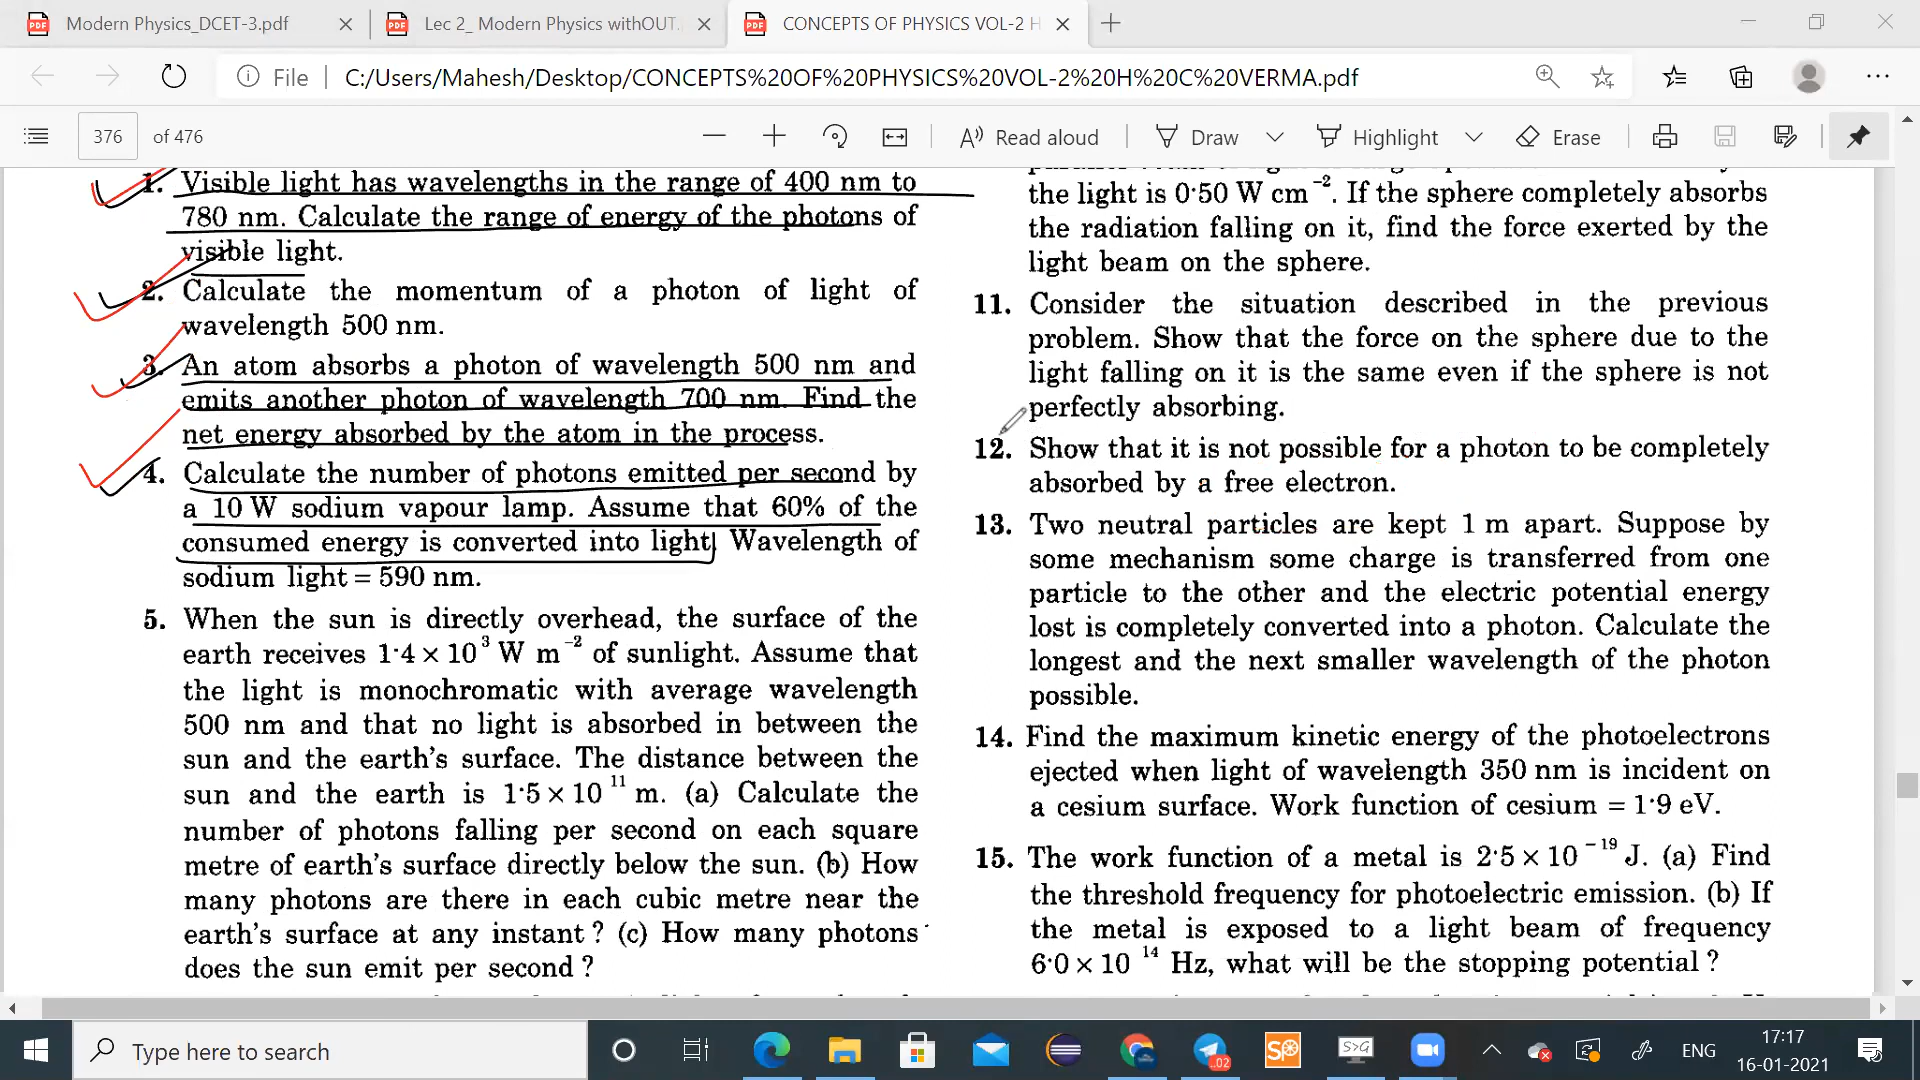 Modern Physics_DCET-3.pdf
Lec 2_ Modern Physics withOUT.
CONCEPTS OF PHYSICS VOL-2 H
File
C:/Users/Mahesh/Desktop/CONCEPTS%20OF%20PHYSICS%20VOL-2%20H%20C%20VERMA.pdf
376 of 476
Read aloud
Draw
Highlight
Erase
1. Visible light has wavelengths in the range of 400 nm to
780 nm. Calculate the range of energy of the photons of
visible light.
2. Calculate the momentum of a photon of light of
wavelength 500 nm.
3. An atom absorbs a photon of wavelength 500 nm and
emits another photon of wavelength 700 nm. Find the
net energy absorbed by the atom in the process.
4. Calculate the number of photons emitted per second by
a 10 W sodium vapour lamp. Assume that 60% of the
consumed energy is converted into light. Wavelength of
sodium light = 590 nm.
5. When the sun is directly overhead, the surface of the
earth receives 1·4 × 10³ W m⁻² of sunlight. Assume that
the light is monochromatic with average wavelength
500 nm and that no light is absorbed in between the
sun and the earth's surface. The distance between the
sun and the earth is 1·5 × 10¹¹ m. (a) Calculate the
number of photons falling per second on each square
metre of earth's surface directly below the sun. (b) How
many photons are there in each cubic metre near the
earth's surface at any instant ? (c) How many photons
does the sun emit per second ?
the light is 0·50 W cm⁻². If the sphere completely absorbs
the radiation falling on it, find the force exerted by the
light beam on the sphere.
11. Consider the situation described in the previous
problem. Show that the force on the sphere due to the
light falling on it is the same even if the sphere is not
perfectly absorbing.
12. Show that it is not possible for a photon to be completely
absorbed by a free electron.
13. Two neutral particles are kept 1 m apart. Suppose by
some mechanism some charge is transferred from one
particle to the other and the electric potential energy
lost is completely converted into a photon. Calculate the
longest and the next smaller wavelength of the photon
possible.
14. Find the maximum kinetic energy of the photoelectrons
ejected when light of wavelength 350 nm is incident on
a cesium surface. Work function of cesium = 1·9 eV.
15. The work function of a metal is 2·5 × 10⁻¹⁹ J. (a) Find
the threshold frequency for photoelectric emission. (b) If
the metal is exposed to a light beam of frequency
6·0 × 10¹⁴ Hz, what will be the stopping potential ?
Type here to search
S>G
..02
ENG
17:17
16-01-2021